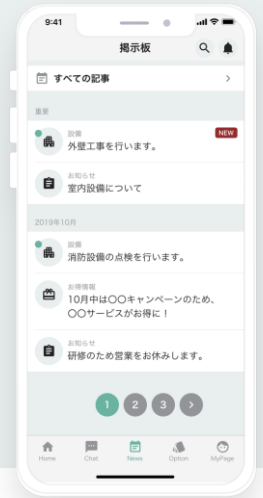 9:41
掲示板
すべての記事
重要
設備
NEW
外壁工事を行います。
お知らせ
室内設備について
2019年10月
設備
消防設備の点検を行います。
お得情報
10月中は〇〇キャンペーンのため、
〇〇サービスがお得に！
お知らせ
研修のため営業をお休みします。
1 2 3
Home Chat News Option MyPage